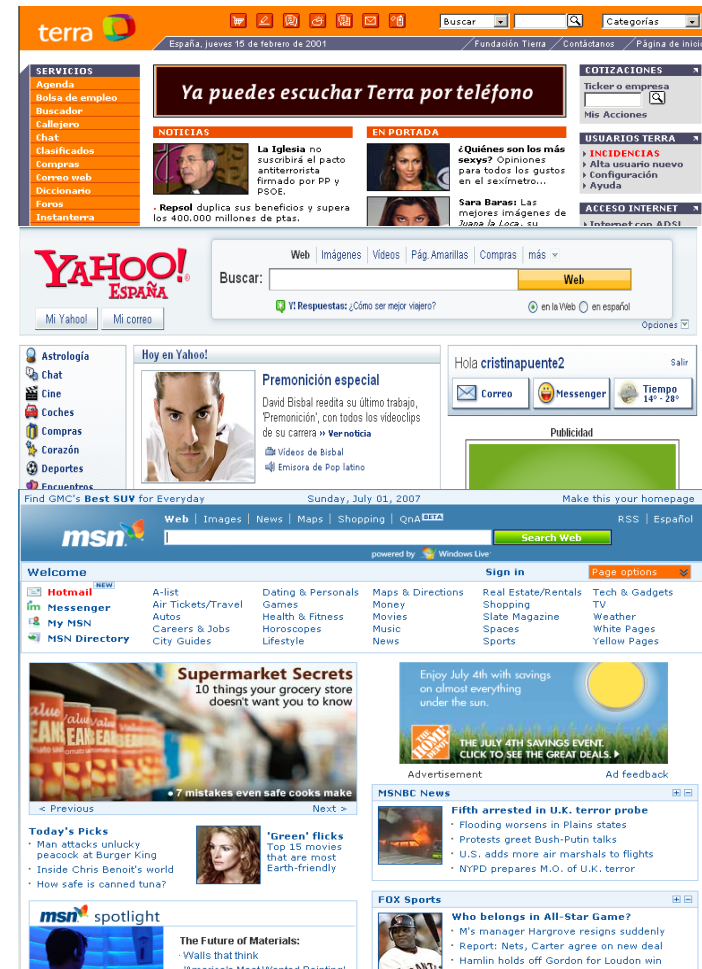 terra
Buscar
Categorías
España, jueves 15 de febrero de 2001
Fundación Tierra
Contáctanos
Página de inici
SERVICIOS
Agenda
Bolsa de empleo
Buscador
Callejero
Chat
Clasificados
Compras
Correo web
Diccionario
Foros
Instanterra
Ya puedes escuchar Terra por teléfono
NOTICIAS
La Iglesia no
suscribirá el pacto
antiterrorista
firmado por PP y
PSOE.
· Repsol duplica sus beneficios y supera
los 400.000 millones de ptas.
EN PORTADA
¿Quiénes son los más
sexys? Opiniones
para todos los gustos
en el sexímetro...
Sara Baras: Las
mejores imágenes de
Juana la Loca, su
COTIZACIONES
Ticker o empresa
Mis Acciones
USUARIOS TERRA
INCIDENCIAS
Alta usuario nuevo
Configuración
Ayuda
ACCESO INTERNET
Internet con ADSL
YAHOO!
ESPAÑA
Mi Yahoo!
Mi correo
Web | Imágenes | Vídeos | Pág. Amarillas | Compras | más
Buscar:
Web
Y! Respuestas: ¿Cómo ser mejor viajero?
en la Web
en español
Opciones
Astrología
Chat
Cine
Coches
Compras
Corazón
Deportes
Encuentros
Hoy en Yahoo!
Premonición especial
David Bisbal reedita su último trabajo,
'Premonición', con todos los vídeoclips
de su carrera » Ver noticia
Vídeos de Bisbal
Emisora de Pop latino
Hola cristinapuente2
Salir
Correo
Messenger
Tiempo
14º - 28º
Publicidad
Find GMC's Best SUV for Everyday
Sunday, July 01, 2007
Make this your homepage
msn
Web | Images | News | Maps | Shopping | QnA BETA
RSS | Español
Search Web
powered by Windows Live
Welcome
Sign in
Page options
Hotmail NEW
Messenger
My MSN
MSN Directory
A-list
Air Tickets/Travel
Autos
Careers & Jobs
City Guides
Dating & Personals
Games
Health & Fitness
Horoscopes
Lifestyle
Maps & Directions
Money
Movies
Music
News
Real Estate/Rentals
Shopping
Slate Magazine
Spaces
Sports
Tech & Gadgets
TV
Weather
White Pages
Yellow Pages
Supermarket Secrets
10 things your grocery store
doesn't want you to know
• 7 mistakes even safe cooks make
< Previous
Next >
Enjoy July 4th with savings
on almost everything
under the sun.
THE HOME DEPOT
THE JULY 4TH SAVINGS EVENT.
CLICK TO SEE THE GREAT DEALS.
Advertisement
Ad feedback
Today's Picks
· Man attacks unlucky
peacock at Burger King
· Inside Chris Benoit's world
· How safe is canned tuna?
'Green' flicks
Top 15 movies
that are most
Earth-friendly
MSNBC News
Fifth arrested in U.K. terror probe
· Flooding worsens in Plains states
· Protests greet Bush-Putin talks
· U.S. adds more air marshals to flights
· NYPD prepares M.O. of U.K. terror
msn spotlight
The Future of Materials:
· Walls that think
· 'America's Most Wanted Painting'
FOX Sports
Who belongs in All-Star Game?
· M's manager Hargrove resigns suddenly
· Report: Nets, Carter agree on new deal
· Hamlin holds off Gordon for Loudon win